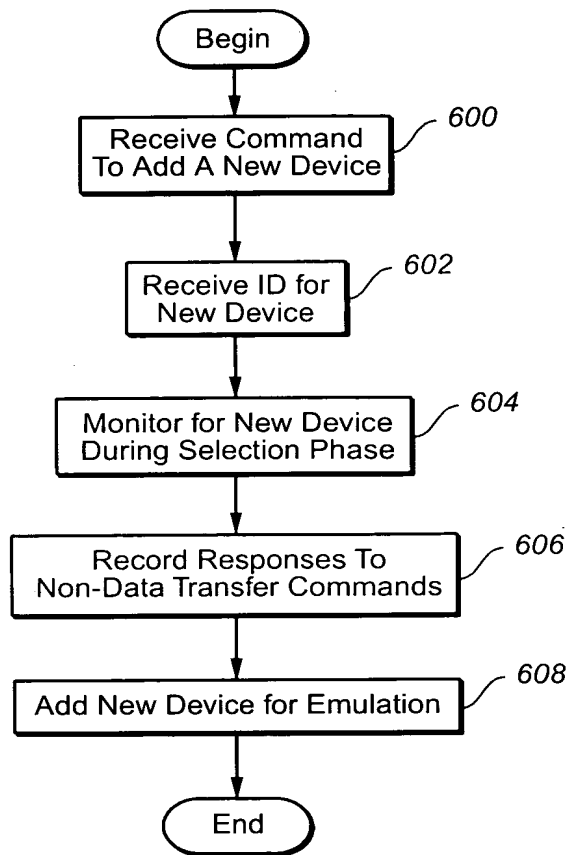 Begin
Receive Command
To Add A New Device
600
Receive ID for
New Device
602
Monitor for New Device
During Selection Phase
604
Record Responses To
Non-Data Transfer Commands
606
Add New Device for Emulation
608
End